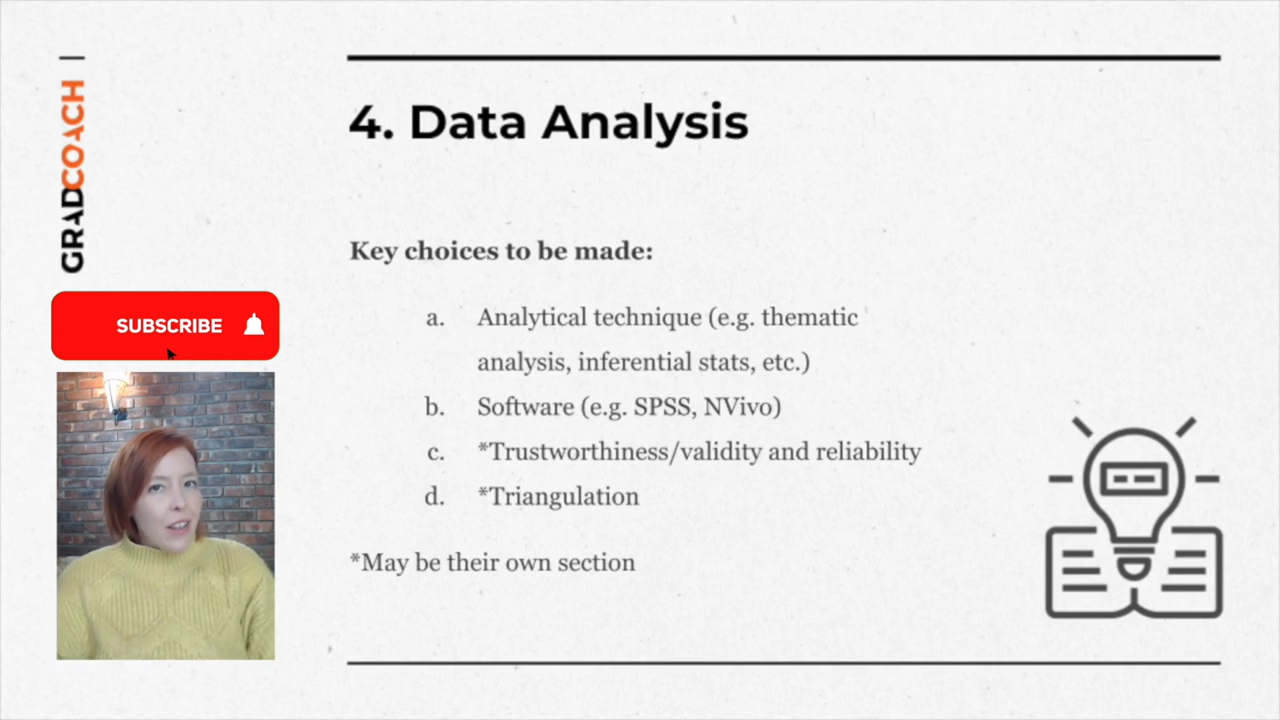 GRADCOACH
SUBSCRIBE
4. Data Analysis
Key choices to be made:
a. Analytical technique (e.g. thematic
analysis, inferential stats, etc.)
b. Software (e.g. SPSS, NVivo)
c. *Trustworthiness/validity and reliability
d. *Triangulation
*May be their own section